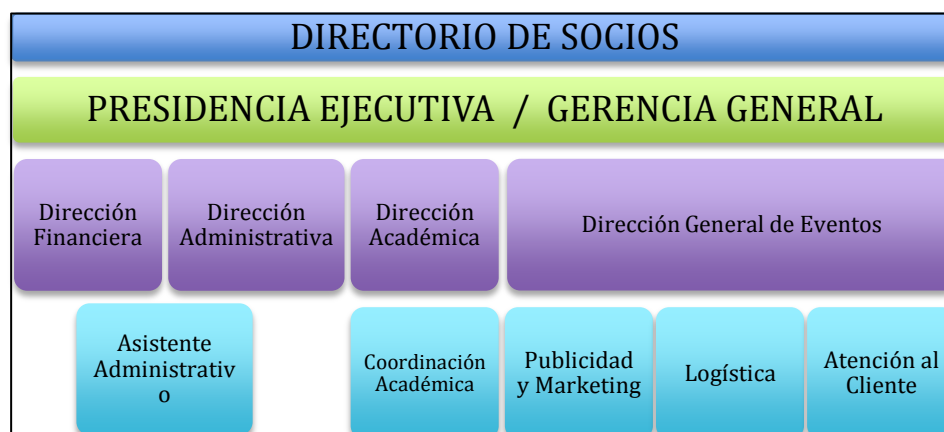 DIRECTORIO DE SOCIOS
PRESIDENCIA EJECUTIVA / GERENCIA GENERAL
Dirección
Financiera
Dirección
Administrativa
Dirección
Académica
Dirección General de Eventos
Asistente
Administrativ
o
Coordinación
Académica
Publicidad
y Marketing
Logística
Atención al
Cliente